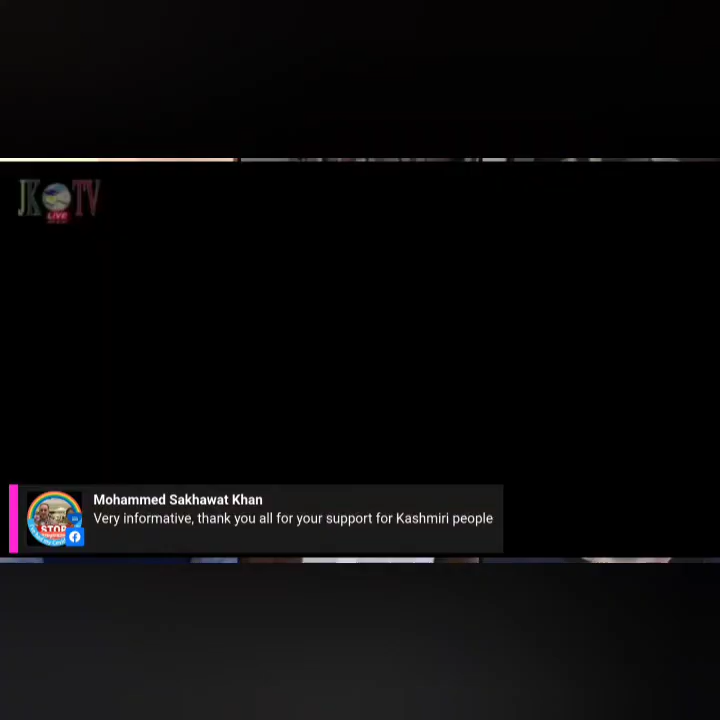 JK TV
LIVE
Mohammed Sakhawat Khan
STOP
Very informative, thank you all for your support for Kashmiri people